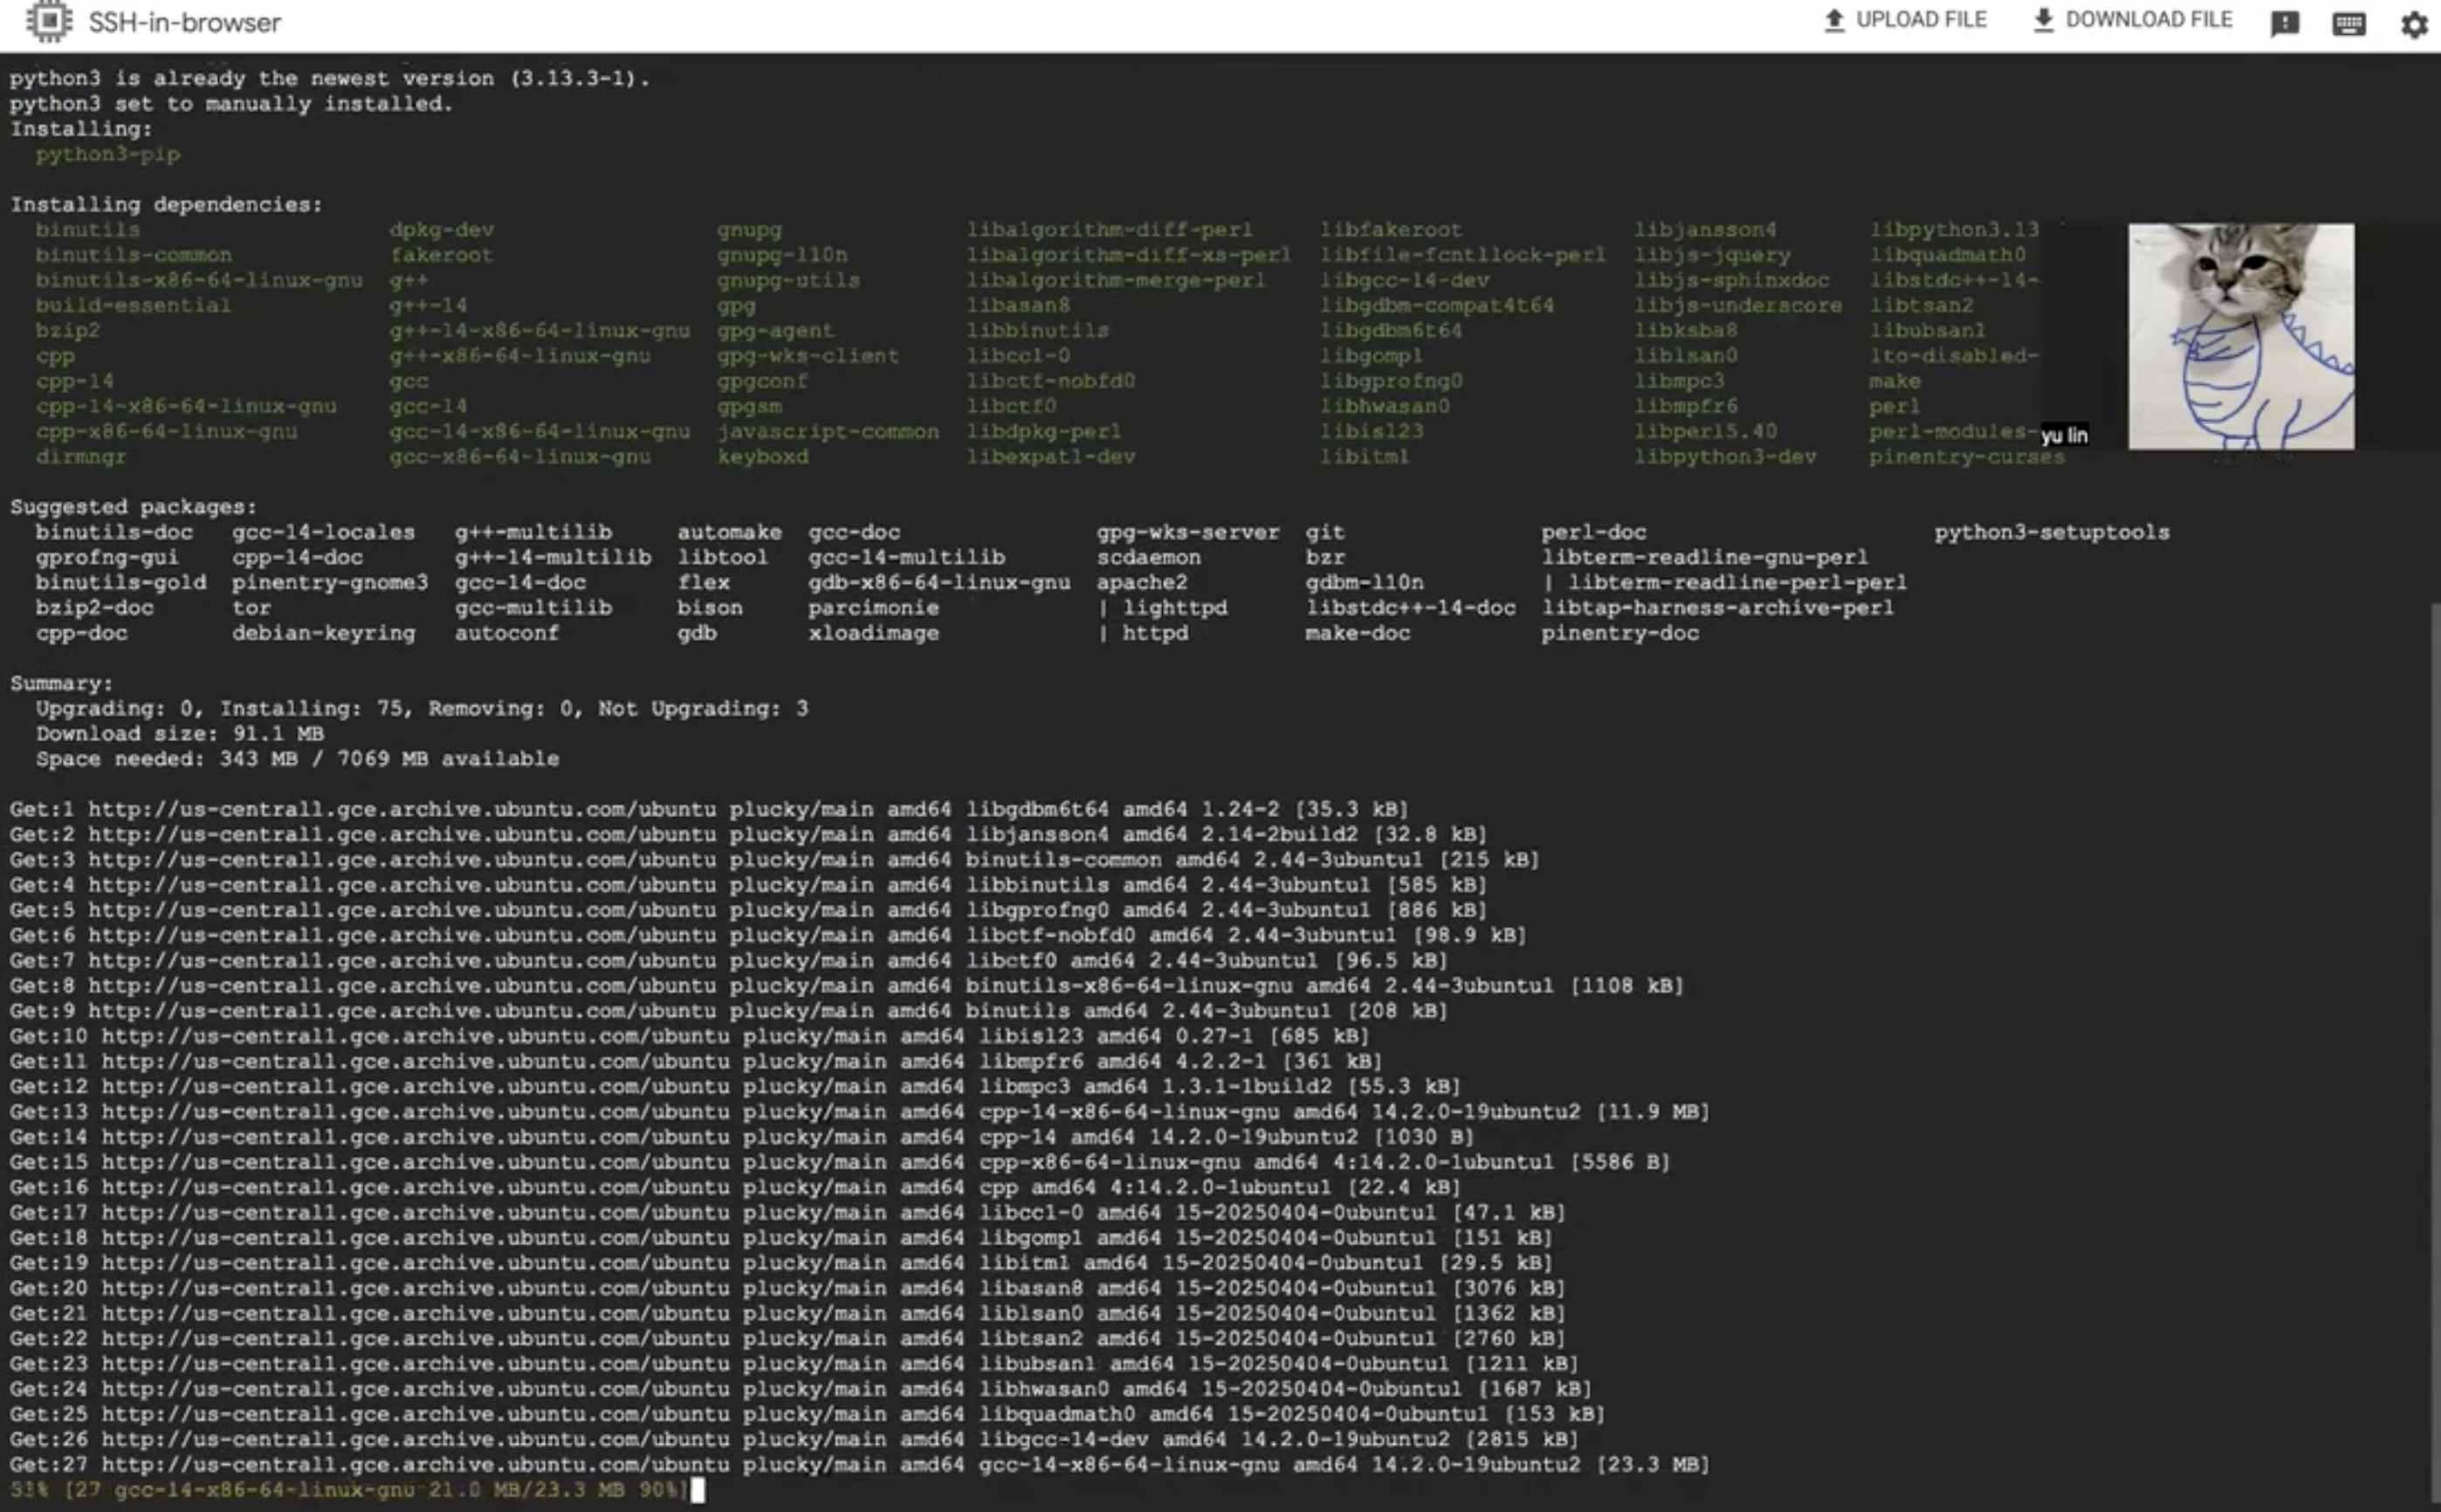 SSH-in-browser UPLOAD FILE DOWNLOAD FILE
python3 is already the newest version (3.13.3-1).
python3 set to manually installed.
Installing:
python3-pip
Installing dependencies:
binutils dpkg-dev gnupg libalgorithm-diff-perl libfakeroot libjansson4 libpython3.13
binutils-common fakeroot gnupg-l10n libalgorithm-diff-xs-perl libfile-fcntllock-perl libjs-jquery libquadmath0
binutils-x86-64-linux-gnu g++ gnupg-utils libalgorithm-merge-perl libgcc-14-dev libjs-sphinxdoc libstdc++-14-
build-essential g++-14 gpg libasan8 libgdbm-compat4t64 libjs-underscore libtsan2
bzip2 g++-14-x86-64-linux-gnu gpg-agent libbinutils libgdbm6t64 libksba8 libubsan1
cpp g++-x86-64-linux-gnu gpg-wks-client libcc1-0 libgomp1 liblsan0 lto-disabled-
cpp-14 gcc gpgconf libctf-nobfd0 libgprofng0 libmpc3 make
cpp-14-x86-64-linux-gnu gcc-14 gpgsm libctf0 libhwasan0 libmpfr6 perl
cpp-x86-64-linux-gnu gcc-14-x86-64-linux-gnu javascript-common libdpkg-perl libisl23 libperl5.40 perl-modules- yu lin
dirmngr gcc-x86-64-linux-gnu keyboxd libexpat1-dev libitm1 libpython3-dev pinentry-curses
Suggested packages:
binutils-doc gcc-14-locales g++-multilib automake gcc-doc gpg-wks-server git perl-doc python3-setuptools
gprofng-gui cpp-14-doc g++-14-multilib libtool gcc-14-multilib scdaemon bzr libterm-readline-gnu-perl
binutils-gold pinentry-gnome3 gcc-14-doc flex gdb-x86-64-linux-gnu apache2 gdbm-l10n | libterm-readline-perl-perl
bzip2-doc tor gcc-multilib bison parcimonie | lighttpd libstdc++-14-doc libtap-harness-archive-perl
cpp-doc debian-keyring autoconf gdb xloadimage | httpd make-doc pinentry-doc
Summary:
Upgrading: 0, Installing: 75, Removing: 0, Not Upgrading: 3
Download size: 91.1 MB
Space needed: 343 MB / 7069 MB available
Get:1 http://us-central1.gce.archive.ubuntu.com/ubuntu plucky/main amd64 libgdbm6t64 amd64 1.24-2 [35.3 kB]
Get:2 http://us-central1.gce.archive.ubuntu.com/ubuntu plucky/main amd64 libjansson4 amd64 2.14-2build2 [32.8 kB]
Get:3 http://us-central1.gce.archive.ubuntu.com/ubuntu plucky/main amd64 binutils-common amd64 2.44-3ubuntu1 [215 kB]
Get:4 http://us-central1.gce.archive.ubuntu.com/ubuntu plucky/main amd64 libbinutils amd64 2.44-3ubuntu1 [585 kB]
Get:5 http://us-central1.gce.archive.ubuntu.com/ubuntu plucky/main amd64 libgprofng0 amd64 2.44-3ubuntu1 [886 kB]
Get:6 http://us-central1.gce.archive.ubuntu.com/ubuntu plucky/main amd64 libctf-nobfd0 amd64 2.44-3ubuntu1 [98.9 kB]
Get:7 http://us-central1.gce.archive.ubuntu.com/ubuntu plucky/main amd64 libctf0 amd64 2.44-3ubuntu1 [96.5 kB]
Get:8 http://us-central1.gce.archive.ubuntu.com/ubuntu plucky/main amd64 binutils-x86-64-linux-gnu amd64 2.44-3ubuntu1 [1108 kB]
Get:9 http://us-central1.gce.archive.ubuntu.com/ubuntu plucky/main amd64 binutils amd64 2.44-3ubuntu1 [208 kB]
Get:10 http://us-central1.gce.archive.ubuntu.com/ubuntu plucky/main amd64 libisl23 amd64 0.27-1 [685 kB]
Get:11 http://us-central1.gce.archive.ubuntu.com/ubuntu plucky/main amd64 libmpfr6 amd64 4.2.2-1 [361 kB]
Get:12 http://us-central1.gce.archive.ubuntu.com/ubuntu plucky/main amd64 libmpc3 amd64 1.3.1-1build2 [55.3 kB]
Get:13 http://us-central1.gce.archive.ubuntu.com/ubuntu plucky/main amd64 cpp-14-x86-64-linux-gnu amd64 14.2.0-19ubuntu2 [11.9 MB]
Get:14 http://us-central1.gce.archive.ubuntu.com/ubuntu plucky/main amd64 cpp-14 amd64 14.2.0-19ubuntu2 [1030 B]
Get:15 http://us-central1.gce.archive.ubuntu.com/ubuntu plucky/main amd64 cpp-x86-64-linux-gnu amd64 4:14.2.0-1ubuntu1 [5586 B]
Get:16 http://us-central1.gce.archive.ubuntu.com/ubuntu plucky/main amd64 cpp amd64 4:14.2.0-1ubuntu1 [22.4 kB]
Get:17 http://us-central1.gce.archive.ubuntu.com/ubuntu plucky/main amd64 libcc1-0 amd64 15-20250404-0ubuntu1 [47.1 kB]
Get:18 http://us-central1.gce.archive.ubuntu.com/ubuntu plucky/main amd64 libgomp1 amd64 15-20250404-0ubuntu1 [151 kB]
Get:19 http://us-central1.gce.archive.ubuntu.com/ubuntu plucky/main amd64 libitm1 amd64 15-20250404-0ubuntu1 [29.5 kB]
Get:20 http://us-central1.gce.archive.ubuntu.com/ubuntu plucky/main amd64 libasan8 amd64 15-20250404-0ubuntu1 [3076 kB]
Get:21 http://us-central1.gce.archive.ubuntu.com/ubuntu plucky/main amd64 liblsan0 amd64 15-20250404-0ubuntu1 [1362 kB]
Get:22 http://us-central1.gce.archive.ubuntu.com/ubuntu plucky/main amd64 libtsan2 amd64 15-20250404-0ubuntu1 [2760 kB]
Get:23 http://us-central1.gce.archive.ubuntu.com/ubuntu plucky/main amd64 libubsan1 amd64 15-20250404-0ubuntu1 [1211 kB]
Get:24 http://us-central1.gce.archive.ubuntu.com/ubuntu plucky/main amd64 libhwasan0 amd64 15-20250404-0ubuntu1 [1687 kB]
Get:25 http://us-central1.gce.archive.ubuntu.com/ubuntu plucky/main amd64 libquadmath0 amd64 15-20250404-0ubuntu1 [153 kB]
Get:26 http://us-central1.gce.archive.ubuntu.com/ubuntu plucky/main amd64 libgcc-14-dev amd64 14.2.0-19ubuntu2 [2815 kB]
Get:27 http://us-central1.gce.archive.ubuntu.com/ubuntu plucky/main amd64 gcc-14-x86-64-linux-gnu amd64 14.2.0-19ubuntu2 [23.3 MB]
[27 gcc-14-x86-64-linux-gnu 21.0 MB/23.3 MB 90%]